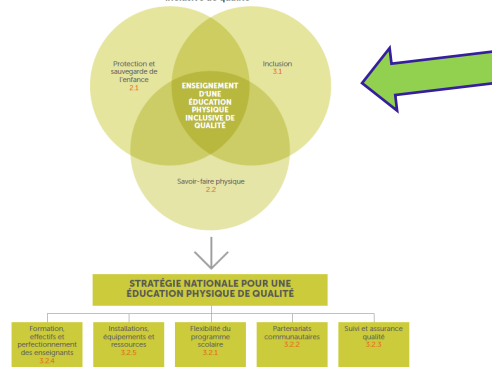 inclusive de qualité
Protection et
sauvegarde de
l'enfance
2.1
Inclusion
3.1
ENSEIGNEMENT
D'UNE
ÉDUCATION
PHYSIQUE
INCLUSIVE DE
QUALITÉ
Savoir-faire physique
2.2
STRATÉGIE NATIONALE POUR UNE
ÉDUCATION PHYSIQUE DE QUALITÉ
Formation,
effectifs et
perfectionnement
des enseignants
3.2.4
Installations,
équipements et
ressources
3.2.5
Flexibilité du
programme
scolaire
3.2.1
Partenariats
communautaires
3.2.2
Suivi et assurance
qualité
3.2.3